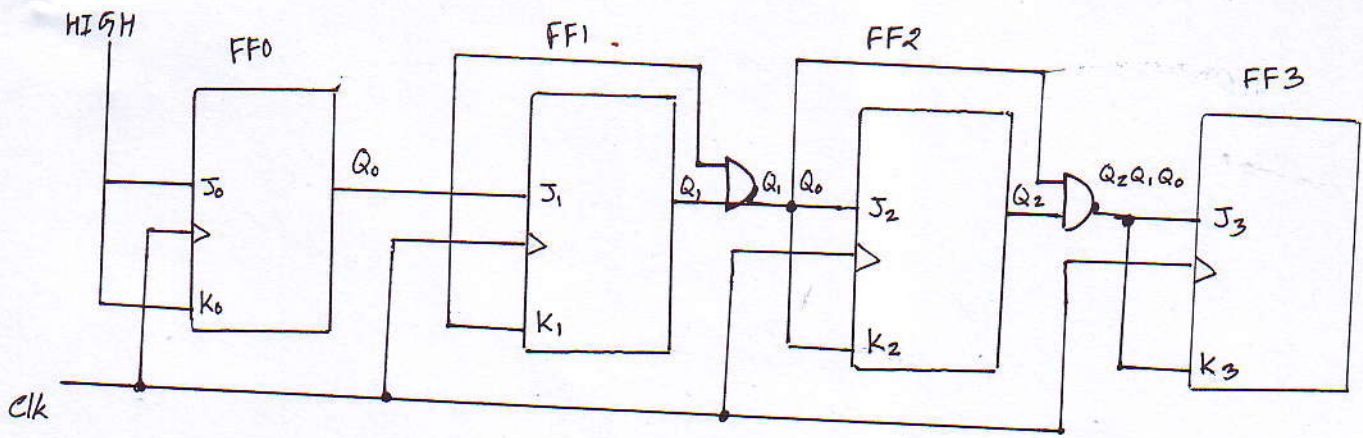 HIGH
FF0
FF1
FF2
FF3
J0
K0
Q0
J1
K1
Q1
Q1 Q0
J2
K2
Q2
Q2Q1Q0
J3
K3
Clk